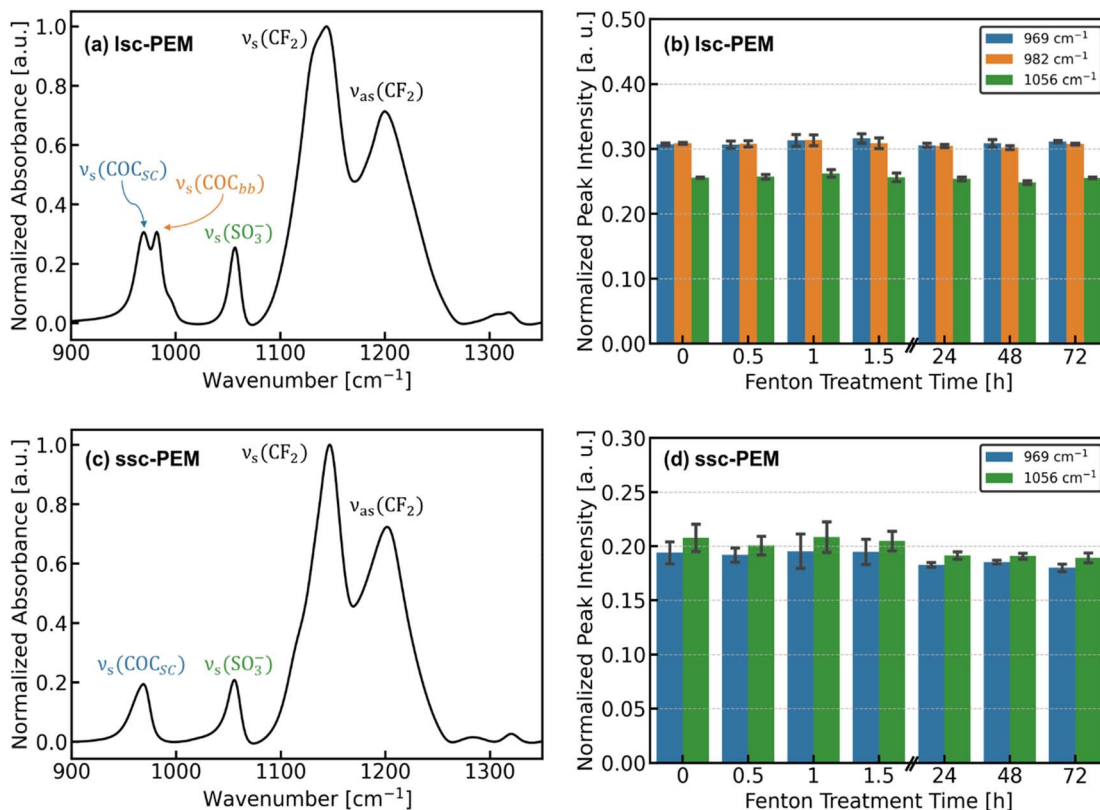 (a) lsc-PEM
νs(CF2)
νas(CF2)
νs(COCSC)
νs(COCbb)
νs(SO3−)
Normalized Absorbance [a.u.]
1.0
0.8
0.6
0.4
0.2
0.0
900 1000 1100 1200 1300
Wavenumber [cm−1]
(b) lsc-PEM
969 cm−1
982 cm−1
1056 cm−1
Normalized Peak Intensity [a. u.]
0.50
0.40
0.30
0.20
0.10
0.00
0 0.5 1 1.5 24 48 72
Fenton Treatment Time [h]
(c) ssc-PEM
νs(CF2)
νas(CF2)
νs(COCSC)
νs(SO3−)
Normalized Absorbance [a.u.]
1.0
0.8
0.6
0.4
0.2
0.0
900 1000 1100 1200 1300
Wavenumber [cm−1]
(d) ssc-PEM
969 cm−1
1056 cm−1
Normalized Peak Intensity [a. u.]
0.30
0.25
0.20
0.15
0.10
0.05
0.00
0 0.5 1 1.5 24 48 72
Fenton Treatment Time [h]